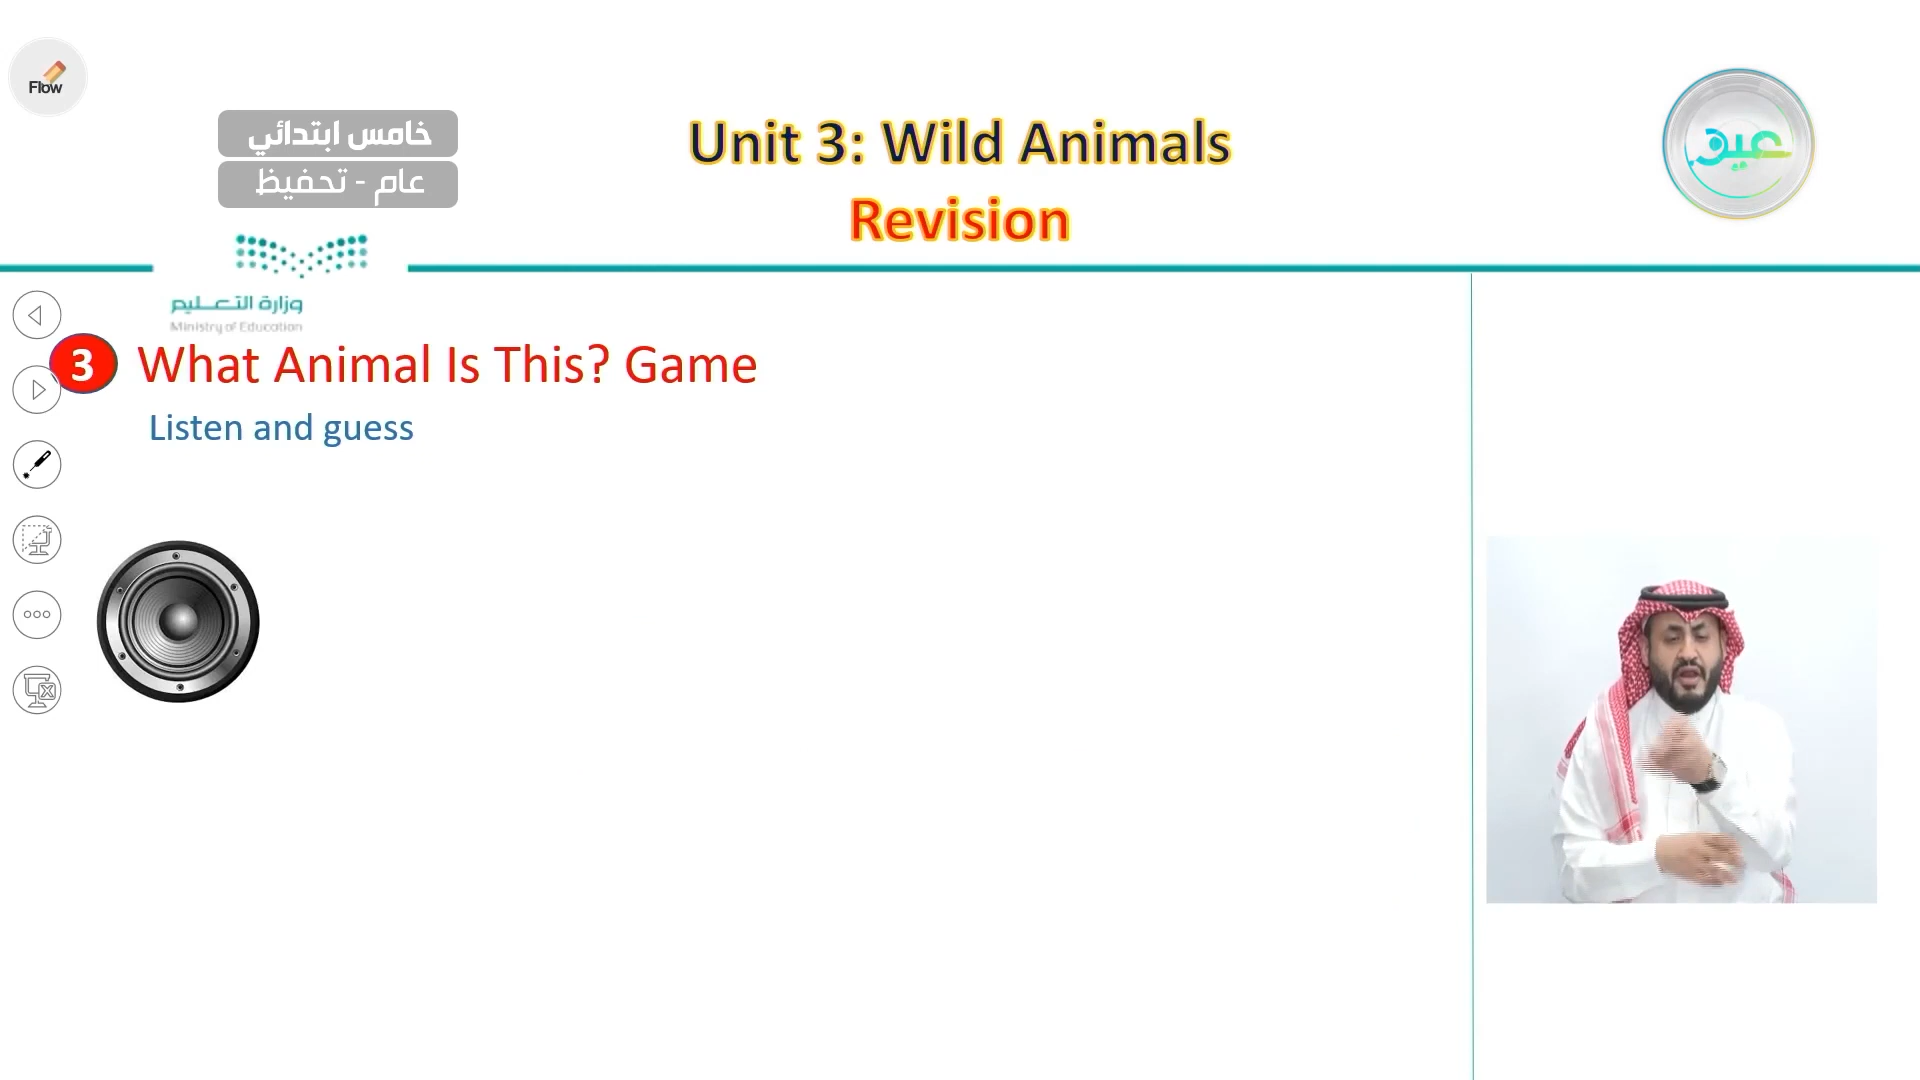 Flow
خامس ابتدائي
عام - تحفيظ
Unit 3: Wild Animals
Revision
عين
وزارة التعليم
Ministry of Education
3 What Animal Is This? Game
Listen and guess